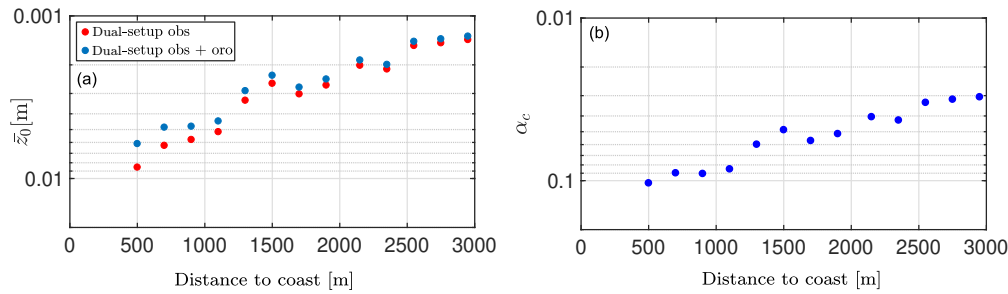 0.001
Dual-setup obs
Dual-setup obs + oro
(a)
z̄₀ [m]
0.01
0 500 1000 1500 2000 2500 3000
Distance to coast [m]
0.01
(b)
α_c
0.1
0 500 1000 1500 2000 2500 3000
Distance to coast [m]